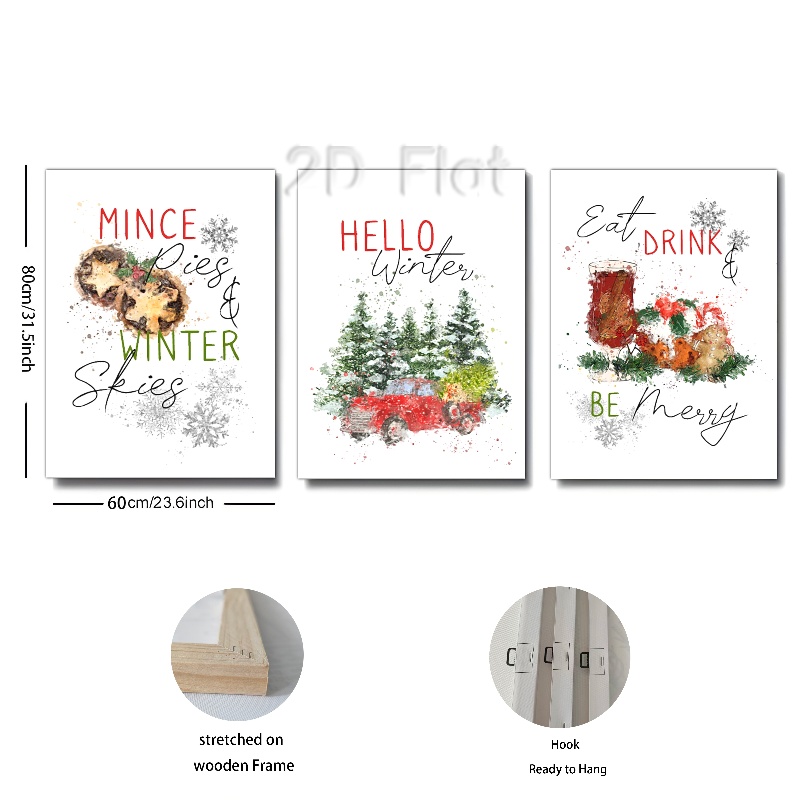 2D Flat
MINCE
Pies
&
WINTER
Skies
HELLO
Winter
Eat
DRINK
&
BE Merry
80cm/31.5inch
60cm/23.6inch
stretched on
wooden Frame
Hook
Ready to Hang